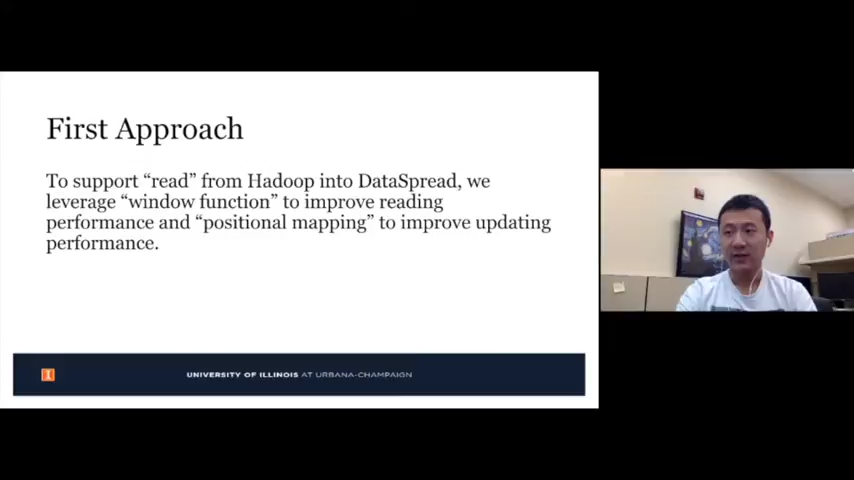 First Approach
To support “read” from Hadoop into DataSpread, we
leverage “window function” to improve reading
performance and “positional mapping” to improve updating
performance.
I
UNIVERSITY OF ILLINOIS AT URBANA-CHAMPAIGN